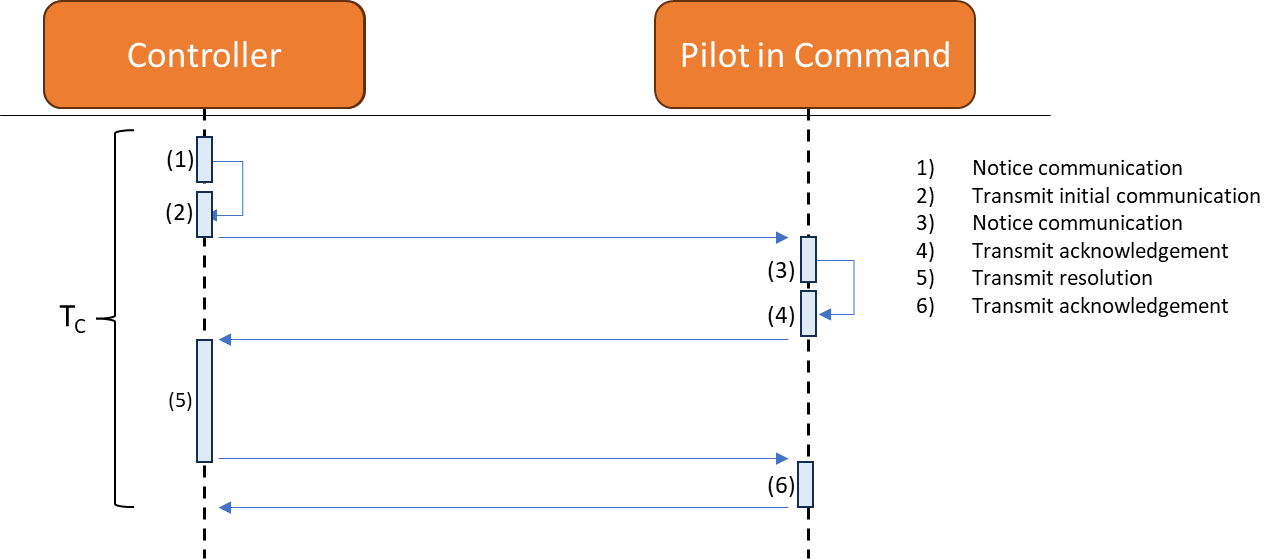 Controller
Pilot in Command
(1)
(2)
(3)
(4)
(5)
(6)
TC
1) Notice communication
2) Transmit initial communication
3) Notice communication
4) Transmit acknowledgement
5) Transmit resolution
6) Transmit acknowledgement